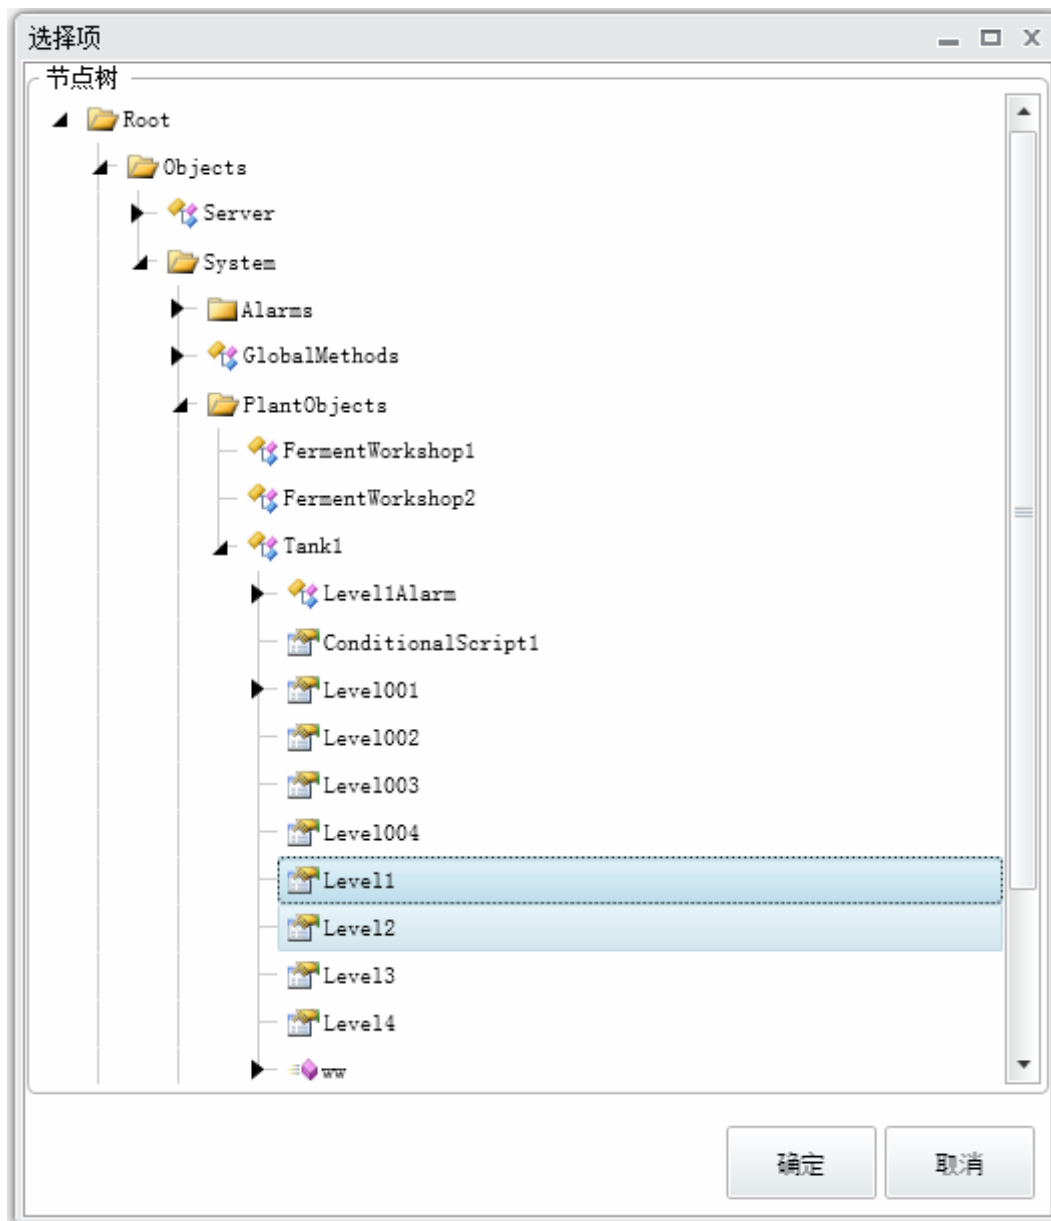 选择项
节点树
Root
Objects
Server
System
Alarms
GlobalMethods
PlantObjects
FermentWorkshop1
FermentWorkshop2
Tank1
Level1Alarm
ConditionalScript1
Level001
Level002
Level003
Level004
Level1
Level2
Level3
Level4
ww
确定 取消